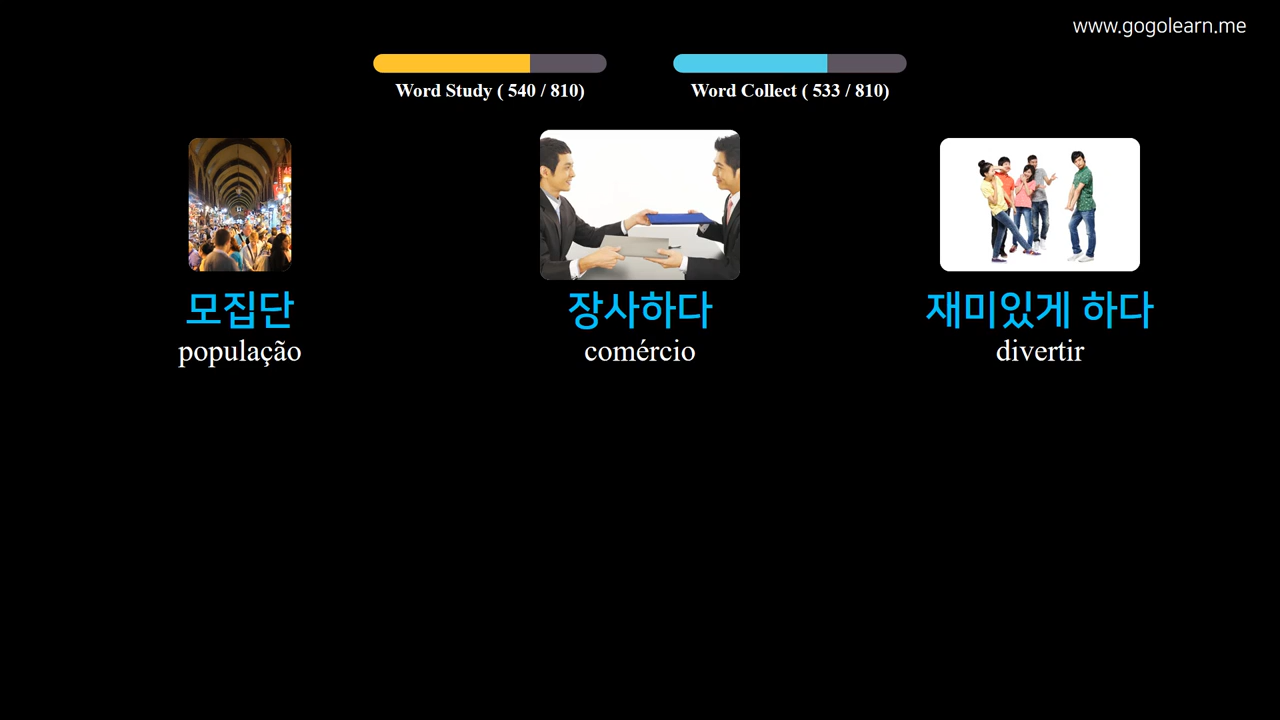 www.gogolearn.me
Word Study ( 540 / 810)
Word Collect ( 533 / 810)
모집단
população
장사하다
comércio
재미있게 하다
divertir